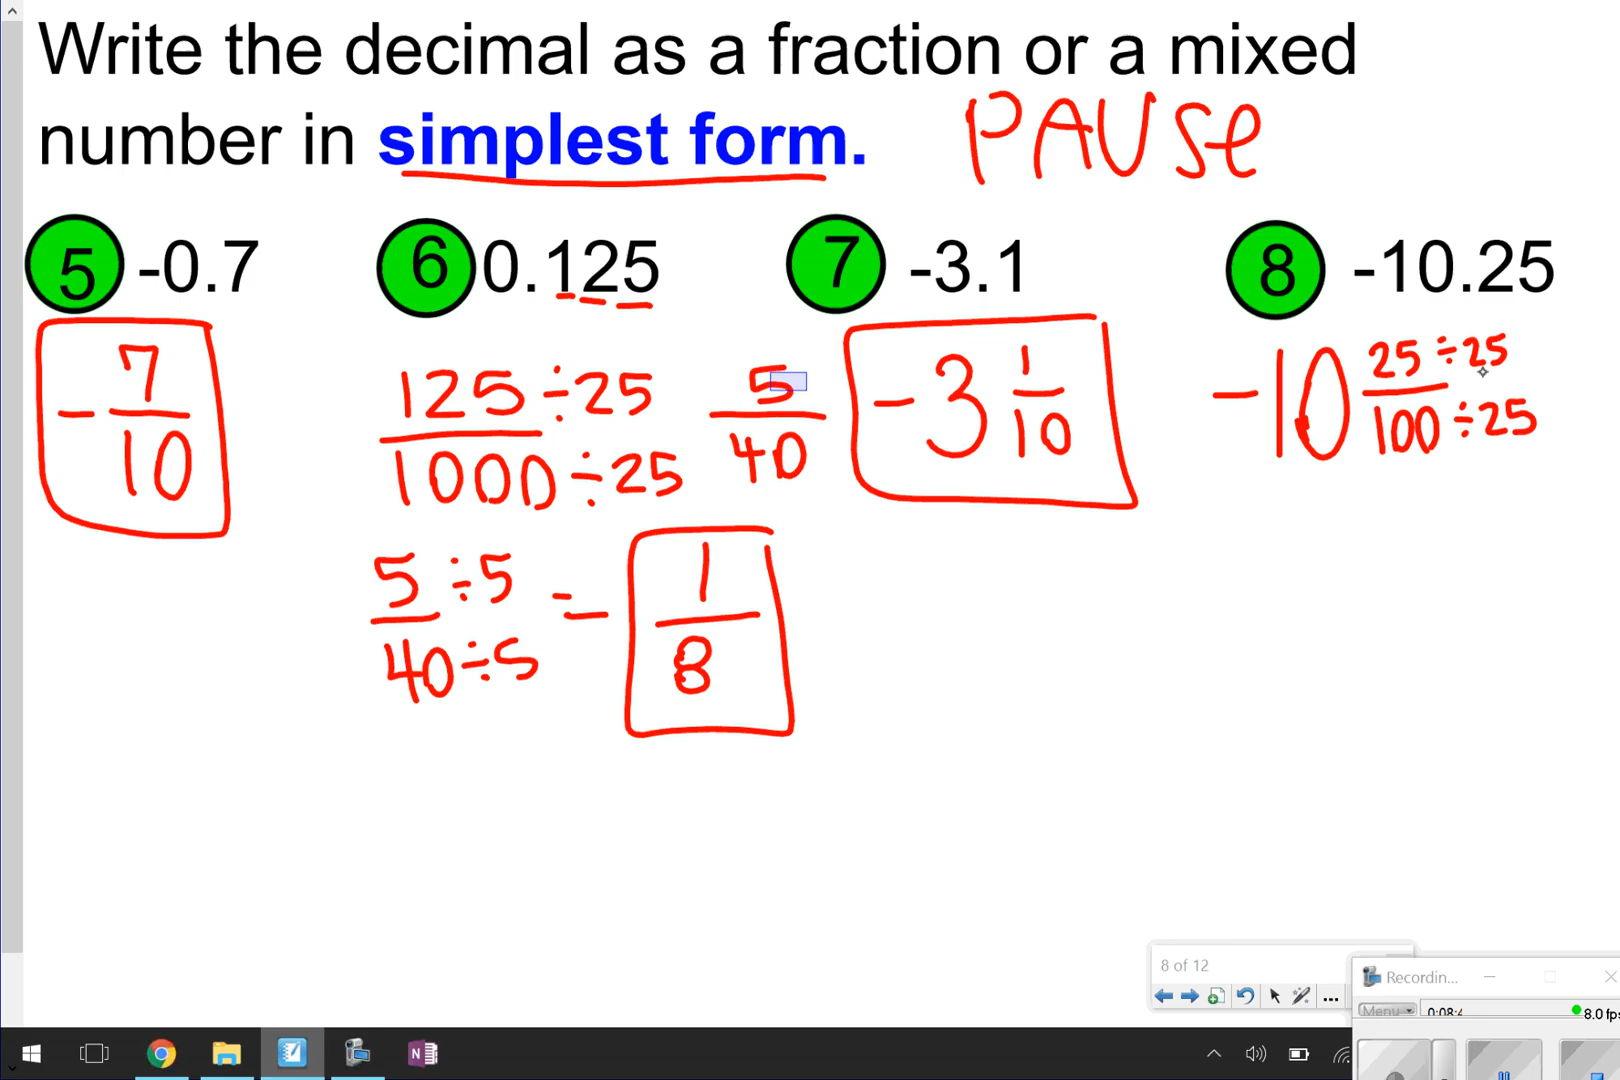 Write the decimal as a fraction or a mixed
number in simplest form. PAUSE
5 -0.7
6 0.125
7 -3.1
8 -10.25
- 7/10
125 ÷25
1000 ÷25
5/40
-3 1/10
-10 25 ÷25
100 ÷25
5 ÷5
40 ÷5
= 1/8
8 of 12
Recordin...
Menu
8.0 fps